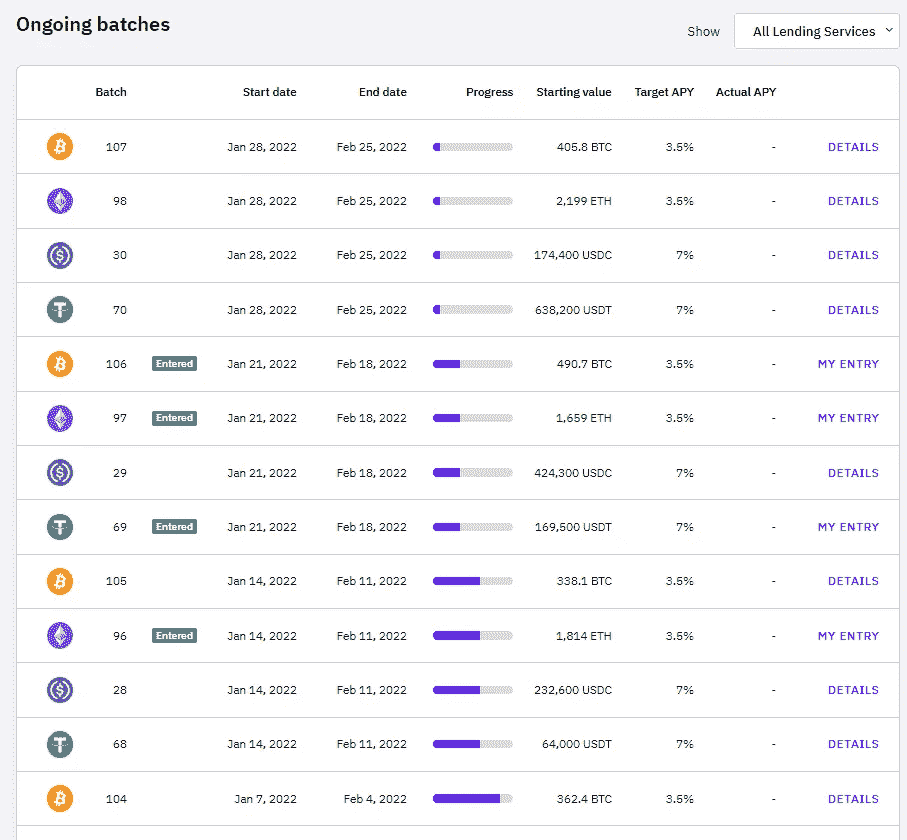 Ongoing batches
Show All Lending Services
Batch Start date End date Progress Starting value Target APY Actual APY
107 Jan 28, 2022 Feb 25, 2022 405.8 BTC 3.5% - DETAILS
98 Jan 28, 2022 Feb 25, 2022 2,199 ETH 3.5% - DETAILS
30 Jan 28, 2022 Feb 25, 2022 174,400 USDC 7% - DETAILS
70 Jan 28, 2022 Feb 25, 2022 638,200 USDT 7% - DETAILS
106 Entered Jan 21, 2022 Feb 18, 2022 490.7 BTC 3.5% - MY ENTRY
97 Entered Jan 21, 2022 Feb 18, 2022 1,659 ETH 3.5% - MY ENTRY
29 Jan 21, 2022 Feb 18, 2022 424,300 USDC 7% - DETAILS
69 Entered Jan 21, 2022 Feb 18, 2022 169,500 USDT 7% - MY ENTRY
105 Jan 14, 2022 Feb 11, 2022 338.1 BTC 3.5% - DETAILS
96 Entered Jan 14, 2022 Feb 11, 2022 1,814 ETH 3.5% - MY ENTRY
28 Jan 14, 2022 Feb 11, 2022 232,600 USDC 7% - DETAILS
68 Jan 14, 2022 Feb 11, 2022 64,000 USDT 7% - DETAILS
104 Jan 7, 2022 Feb 4, 2022 362.4 BTC 3.5% - DETAILS